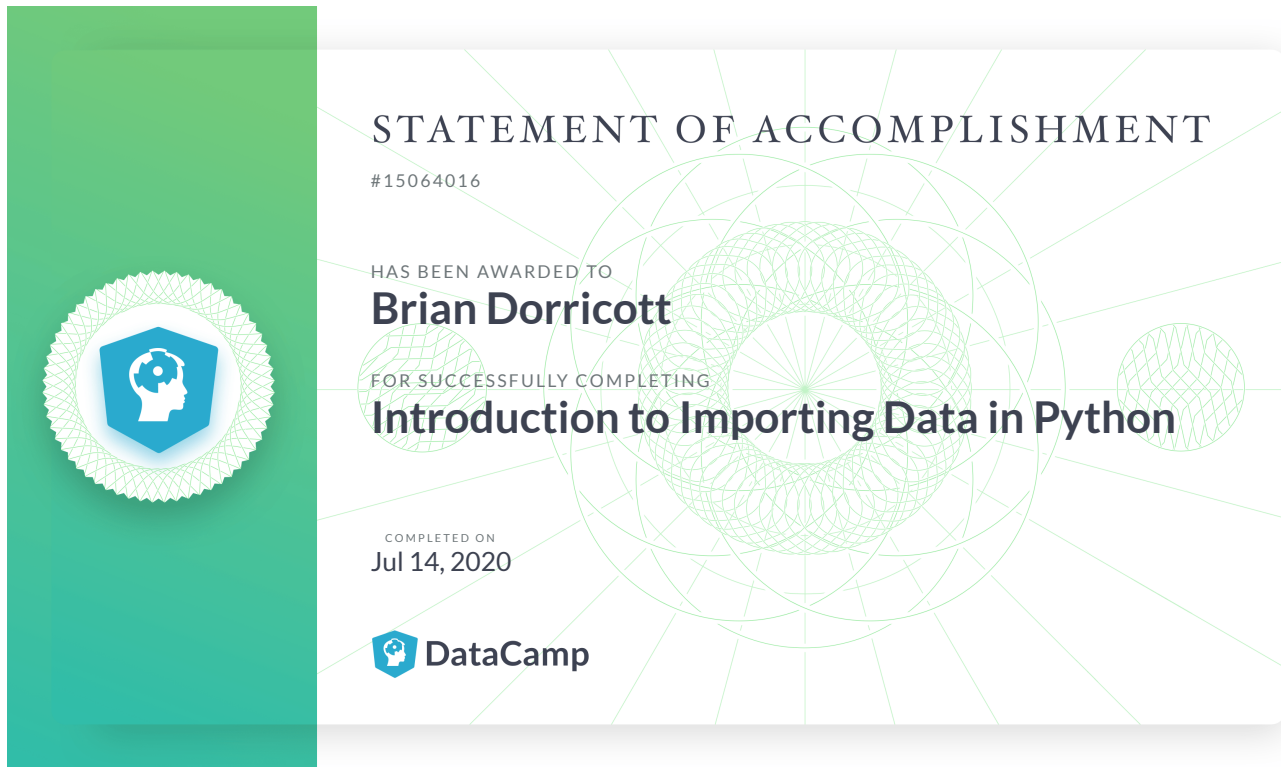 STATEMENT OF ACCOMPLISHMENT
#15064016
HAS BEEN AWARDED TO
Brian Dorricott
FOR SUCCESSFULLY COMPLETING
Introduction to Importing Data in Python
COMPLETED ON
Jul 14, 2020
DataCamp